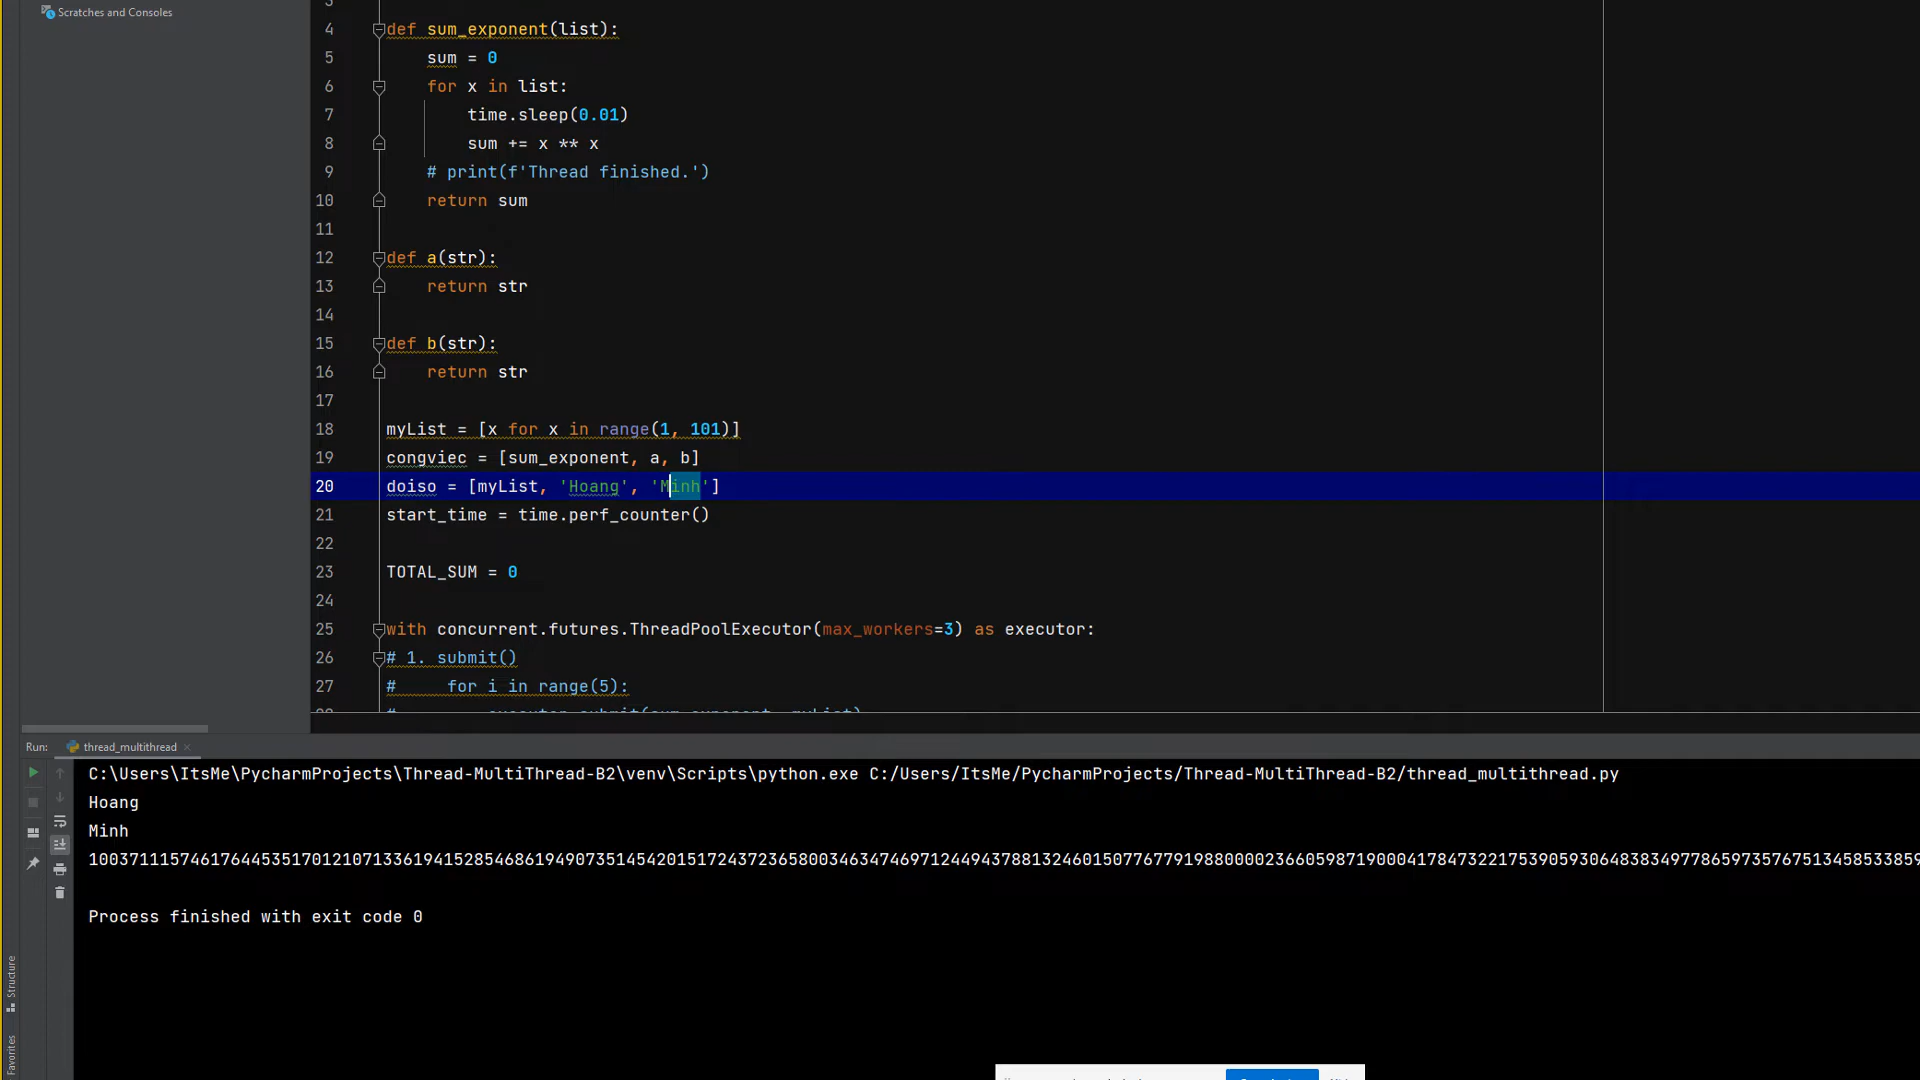 Scratches and Consoles
3
4 def sum_exponent(list):
5 sum = 0
6 for x in list:
7 time.sleep(0.01)
8 sum += x ** x
9 # print(f'Thread finished.')
10 return sum
11
12 def a(str):
13 return str
14
15 def b(str):
16 return str
17
18 myList = [x for x in range(1, 101)]
19 congviec = [sum_exponent, a, b]
20 doiso = [myList, 'Hoang', 'Minh']
21 start_time = time.perf_counter()
22
23 TOTAL_SUM = 0
24
25 with concurrent.futures.ThreadPoolExecutor(max_workers=3) as executor:
26 # 1. submit()
27 # for i in range(5):
Run: thread_multithread
C:\Users\ItsMe\PycharmProjects\Thread-MultiThread-B2\venv\Scripts\python.exe C:/Users/ItsMe/PycharmProjects/Thread-MultiThread-B2/thread_multithread.py
Hoang
Minh
Process finished with exit code 0
Structure
Favorites